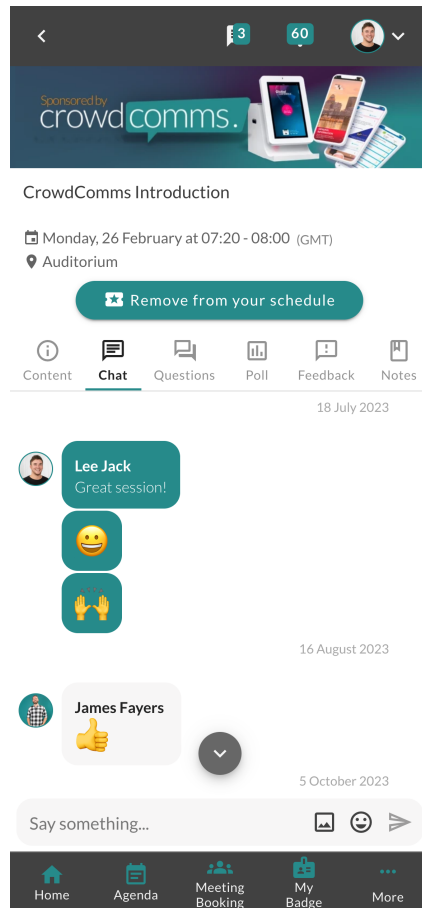 3
60
Sponsored by
crowdcomms.
CrowdComms Introduction
Monday, 26 February at 07:20 - 08:00 (GMT)
Auditorium
Remove from your schedule
Content
Chat
Questions
Poll
Feedback
Notes
18 July 2023
Lee Jack
Great session!
16 August 2023
James Fayers
5 October 2023
Say something...
Home
Agenda
Meeting
Booking
My
Badge
More